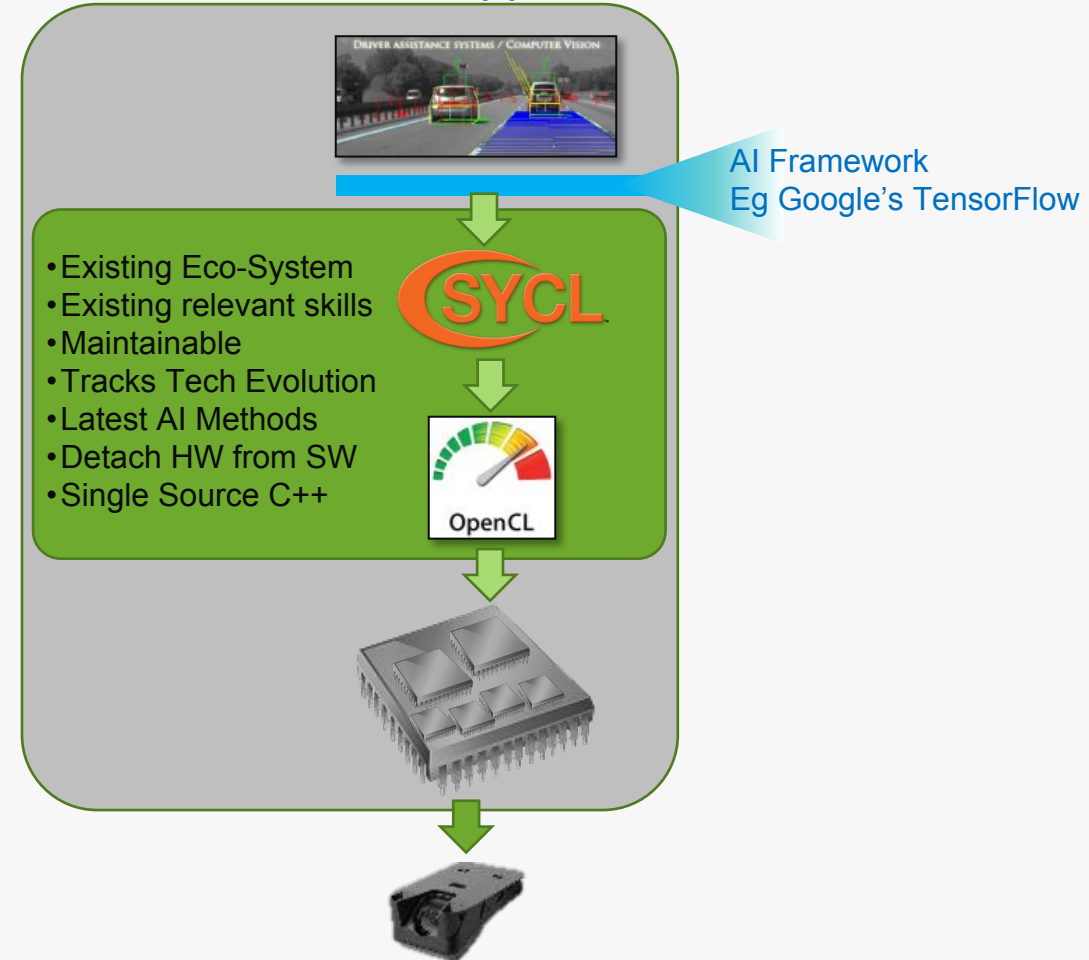 DRIVER ASSISTANCE SYSTEMS / COMPUTER VISION
AI Framework
Eg Google's TensorFlow
•Existing Eco-System
•Existing relevant skills
•Maintainable
•Tracks Tech Evolution
•Latest AI Methods
•Detach HW from SW
•Single Source C++
SYCL™
OpenCL